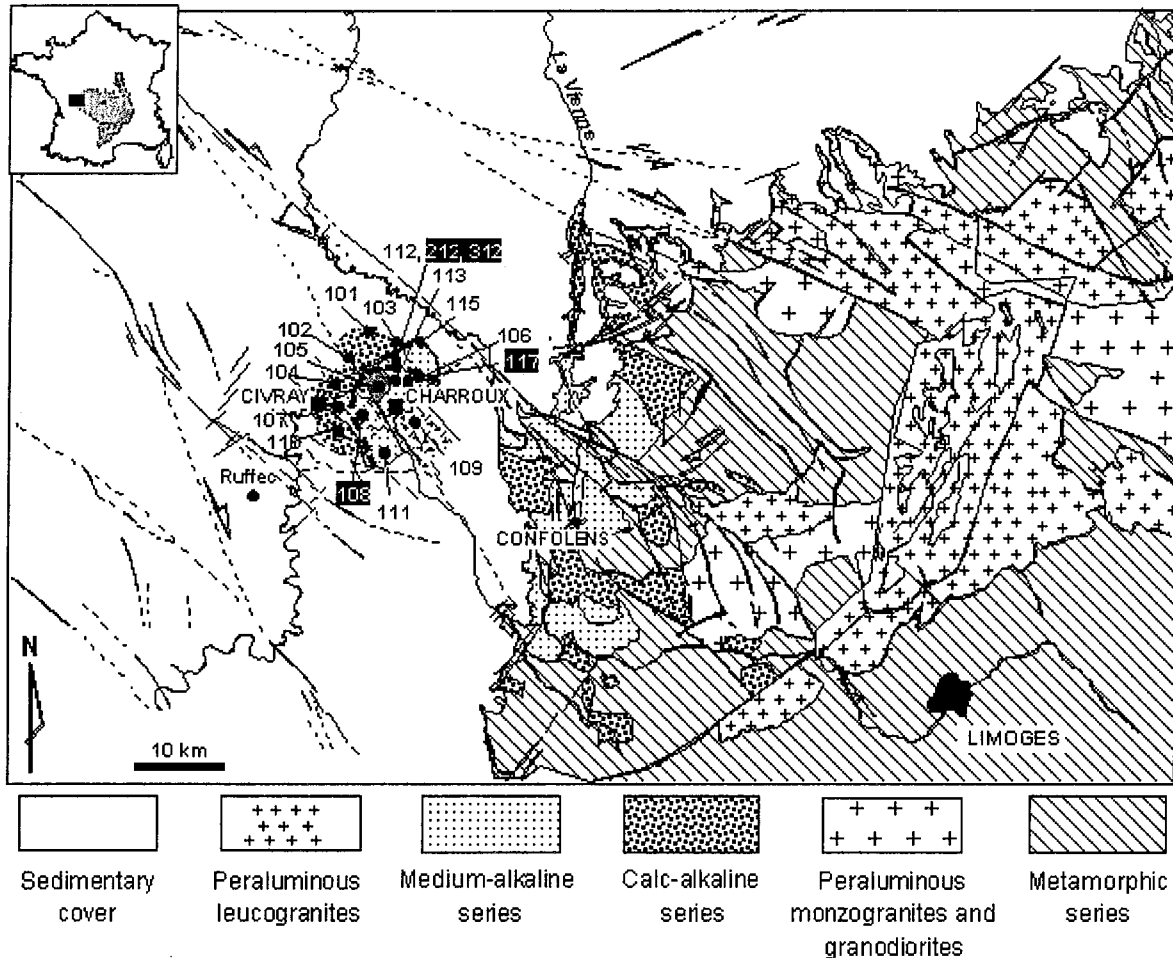 La Vienne
112, 212, 312
113
101
103
115
102
106
105
117
104
CIVRAY
CHARROUX
107
109
Ruffec
108
111
CONFOLENS
N
10 km
LIMOGES
Sedimentary
cover
Peraluminous
leucogranites
Medium-alkaline
series
Calc-alkaline
series
Peraluminous
monzogranites and
granodiorites
Metamorphic
series